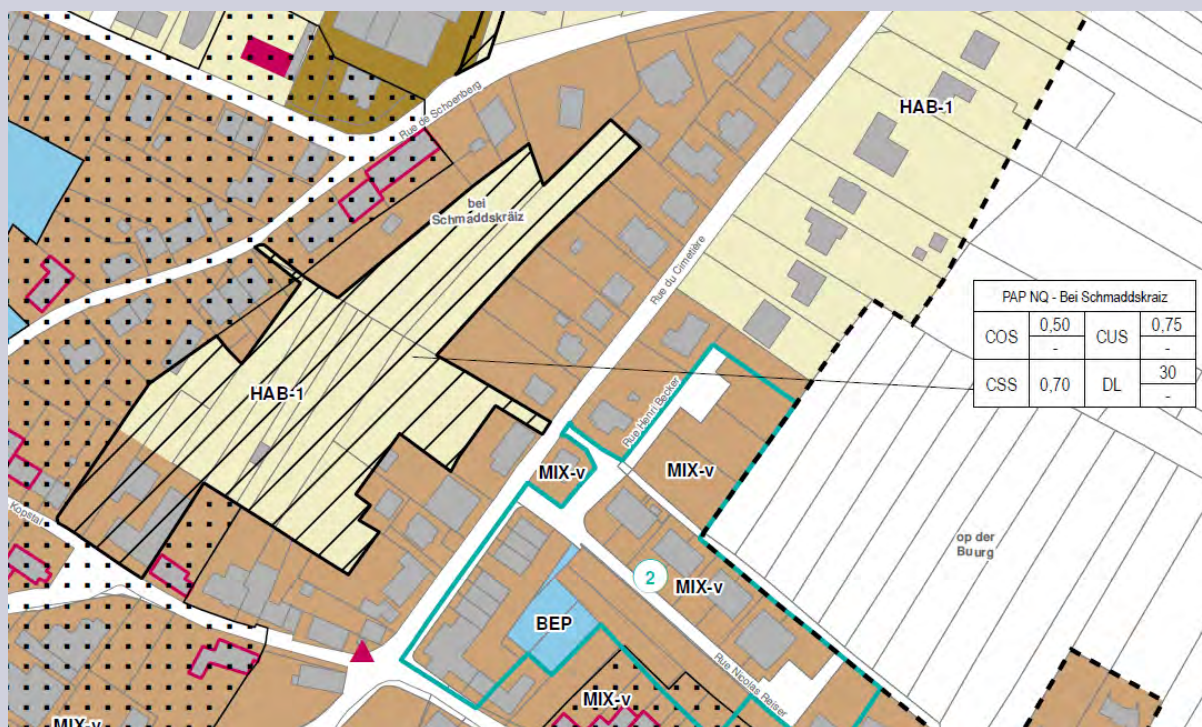 Rue de Schoenberg
HAB-1
bei
Schmaddskräiz
Rue du Cimetière
PAP NQ - Bei Schmaddskraiz
COS 0,50 CUS 0,75
- -
CSS 0,70 DL 30
-
HAB-1
Rue Henri Becker
MIX-v
MIX-v
Kopstal
op der
Buurg
2
MIX-v
BEP
Rue Nicolas Reiser
MIX-v
MIX-v